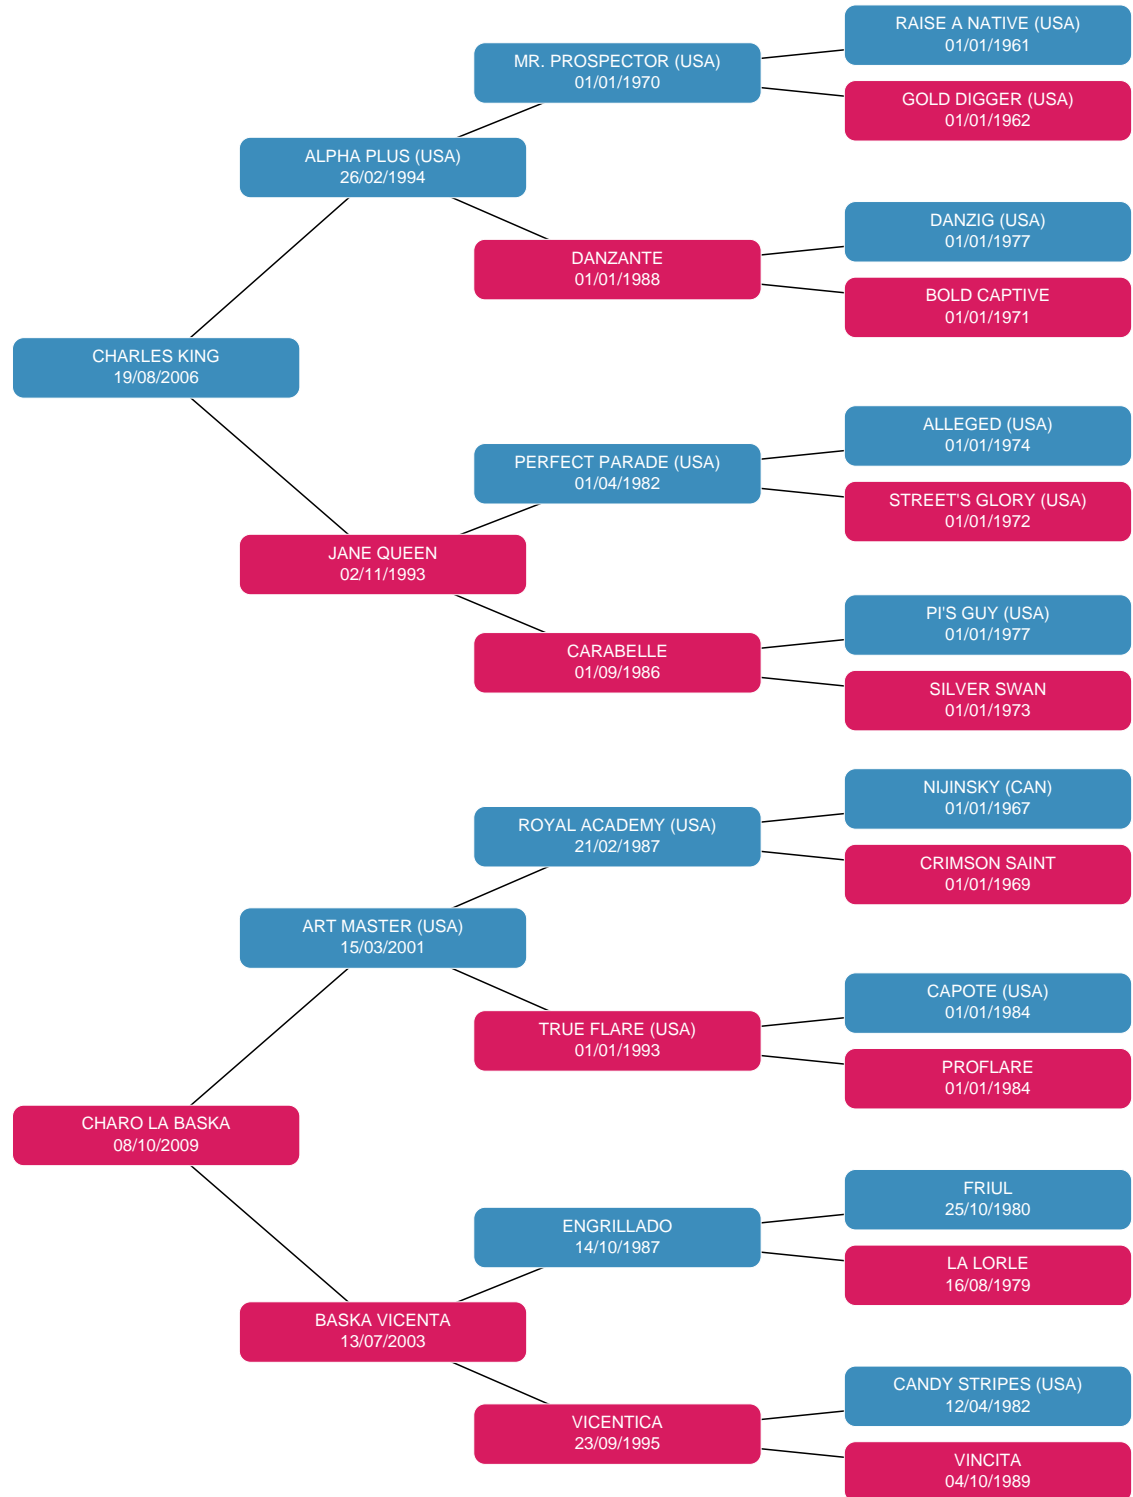 RAISE A NATIVE (USA)
01/01/1961
MR. PROSPECTOR (USA)
01/01/1970
GOLD DIGGER (USA)
01/01/1962
ALPHA PLUS (USA)
26/02/1994
DANZIG (USA)
01/01/1977
DANZANTE
01/01/1988
BOLD CAPTIVE
01/01/1971
CHARLES KING
19/08/2006
ALLEGED (USA)
01/01/1974
PERFECT PARADE (USA)
01/04/1982
STREET'S GLORY (USA)
01/01/1972
JANE QUEEN
02/11/1993
PI'S GUY (USA)
01/01/1977
CARABELLE
01/09/1986
SILVER SWAN
01/01/1973
NIJINSKY (CAN)
01/01/1967
ROYAL ACADEMY (USA)
21/02/1987
CRIMSON SAINT
01/01/1969
ART MASTER (USA)
15/03/2001
CAPOTE (USA)
01/01/1984
TRUE FLARE (USA)
01/01/1993
PROFLARE
01/01/1984
CHARO LA BASKA
08/10/2009
FRIUL
25/10/1980
ENGRILLADO
14/10/1987
LA LORLE
16/08/1979
BASKA VICENTA
13/07/2003
CANDY STRIPES (USA)
12/04/1982
VICENTICA
23/09/1995
VINCITA
04/10/1989